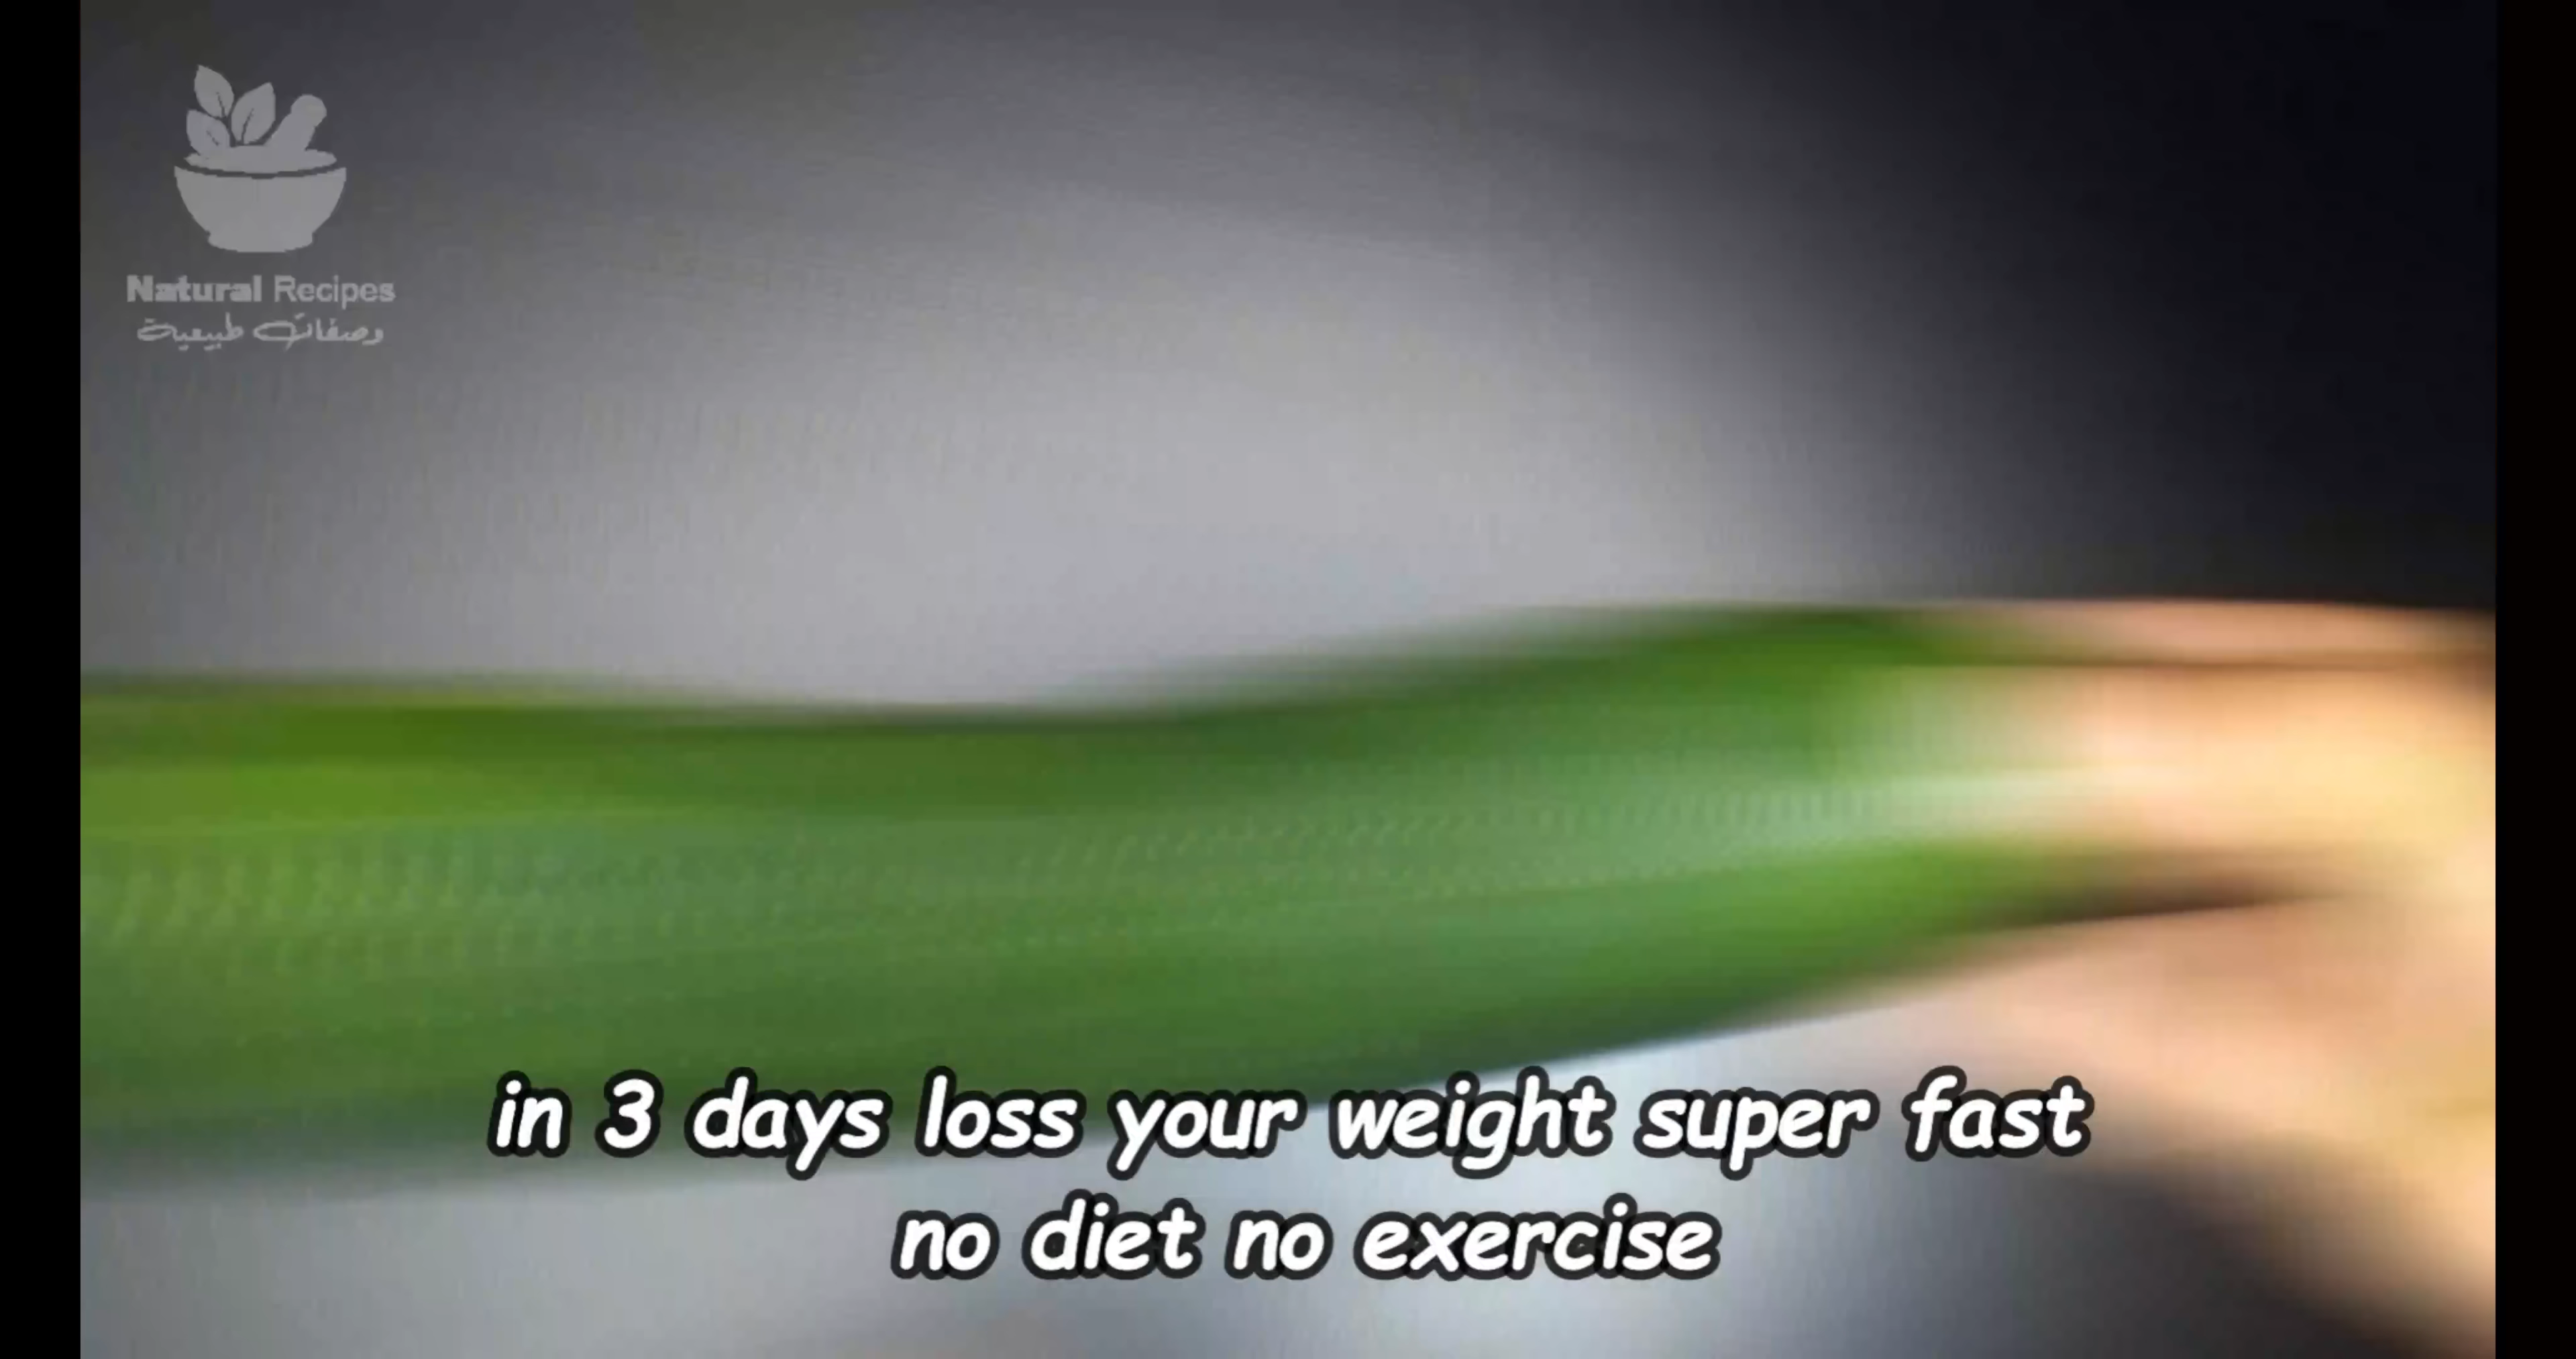 Natural Recipes
وصفات طبيعية
in 3 days loss your weight super fast
no diet no exercise